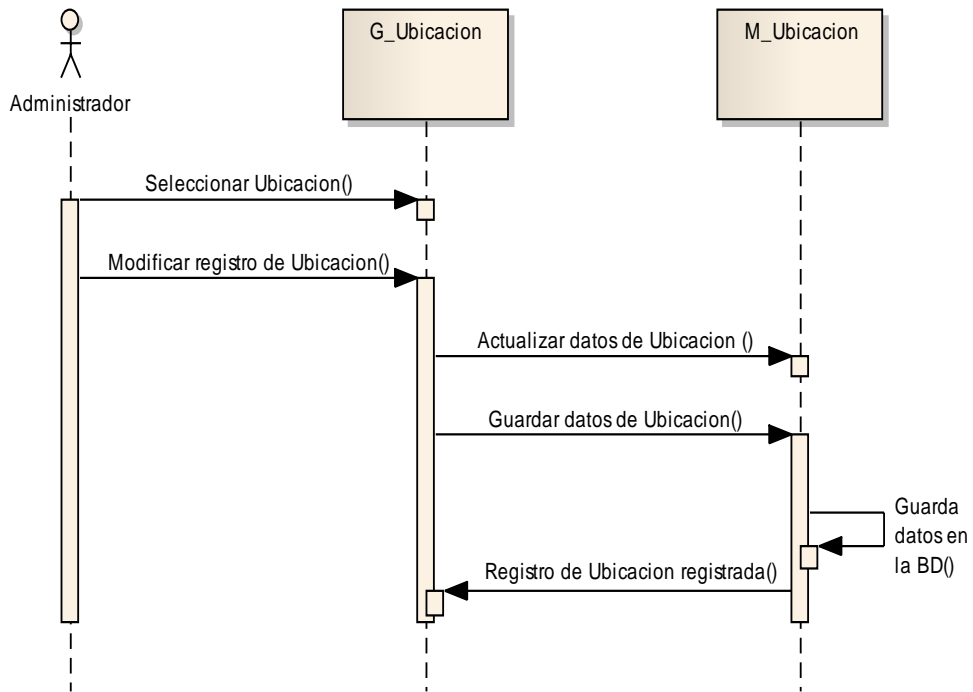 G_Ubicacion
M_Ubicacion
Administrador
Seleccionar Ubicacion()
Modificar registro de Ubicacion()
Actualizar datos de Ubicacion ()
Guardar datos de Ubicacion()
Guarda
datos en
la BD()
Registro de Ubicacion registrada()